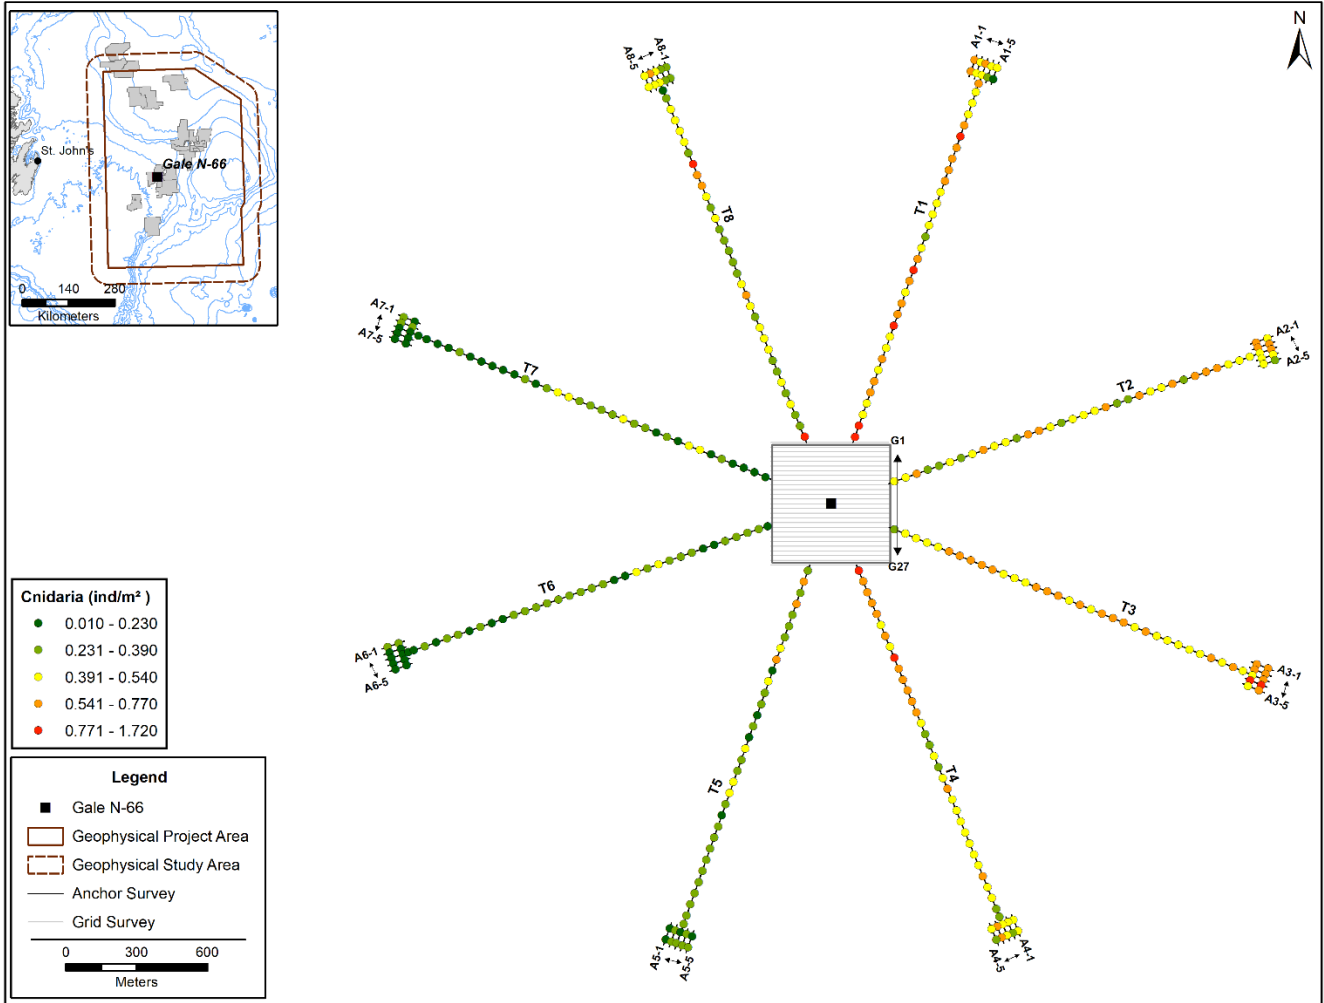 N
St. John's
Gale N-66
0 140 280
Kilometers
A8-1
A8-5
A1-1
A1-5
T8
T1
A7-1
A7-5
A2-1
A2-5
T7
T2
G1
G27
T6
T3
A6-1
A6-5
A3-1
A3-5
T5
T4
A5-1
A5-5
A4-1
A4-5
Cnidaria (ind/m² )
0.010 - 0.230
0.231 - 0.390
0.391 - 0.540
0.541 - 0.770
0.771 - 1.720
Legend
Gale N-66
Geophysical Project Area
Geophysical Study Area
Anchor Survey
Grid Survey
0 300 600
Meters